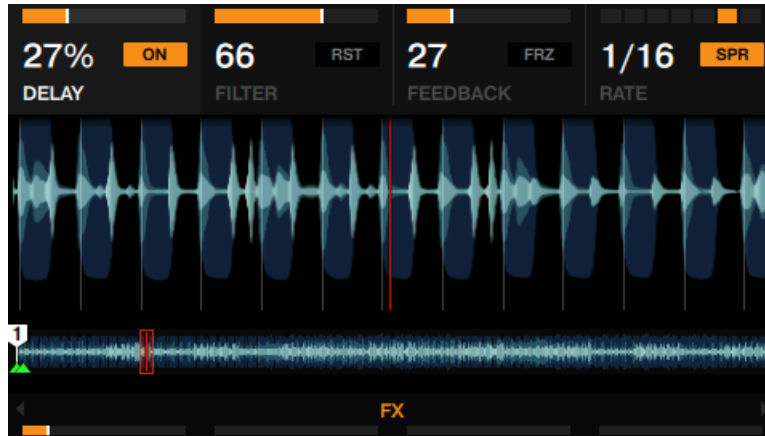 27% ON 66 RST 27 FRZ 1/16 SPR
DELAY FILTER FEEDBACK RATE
1
FX